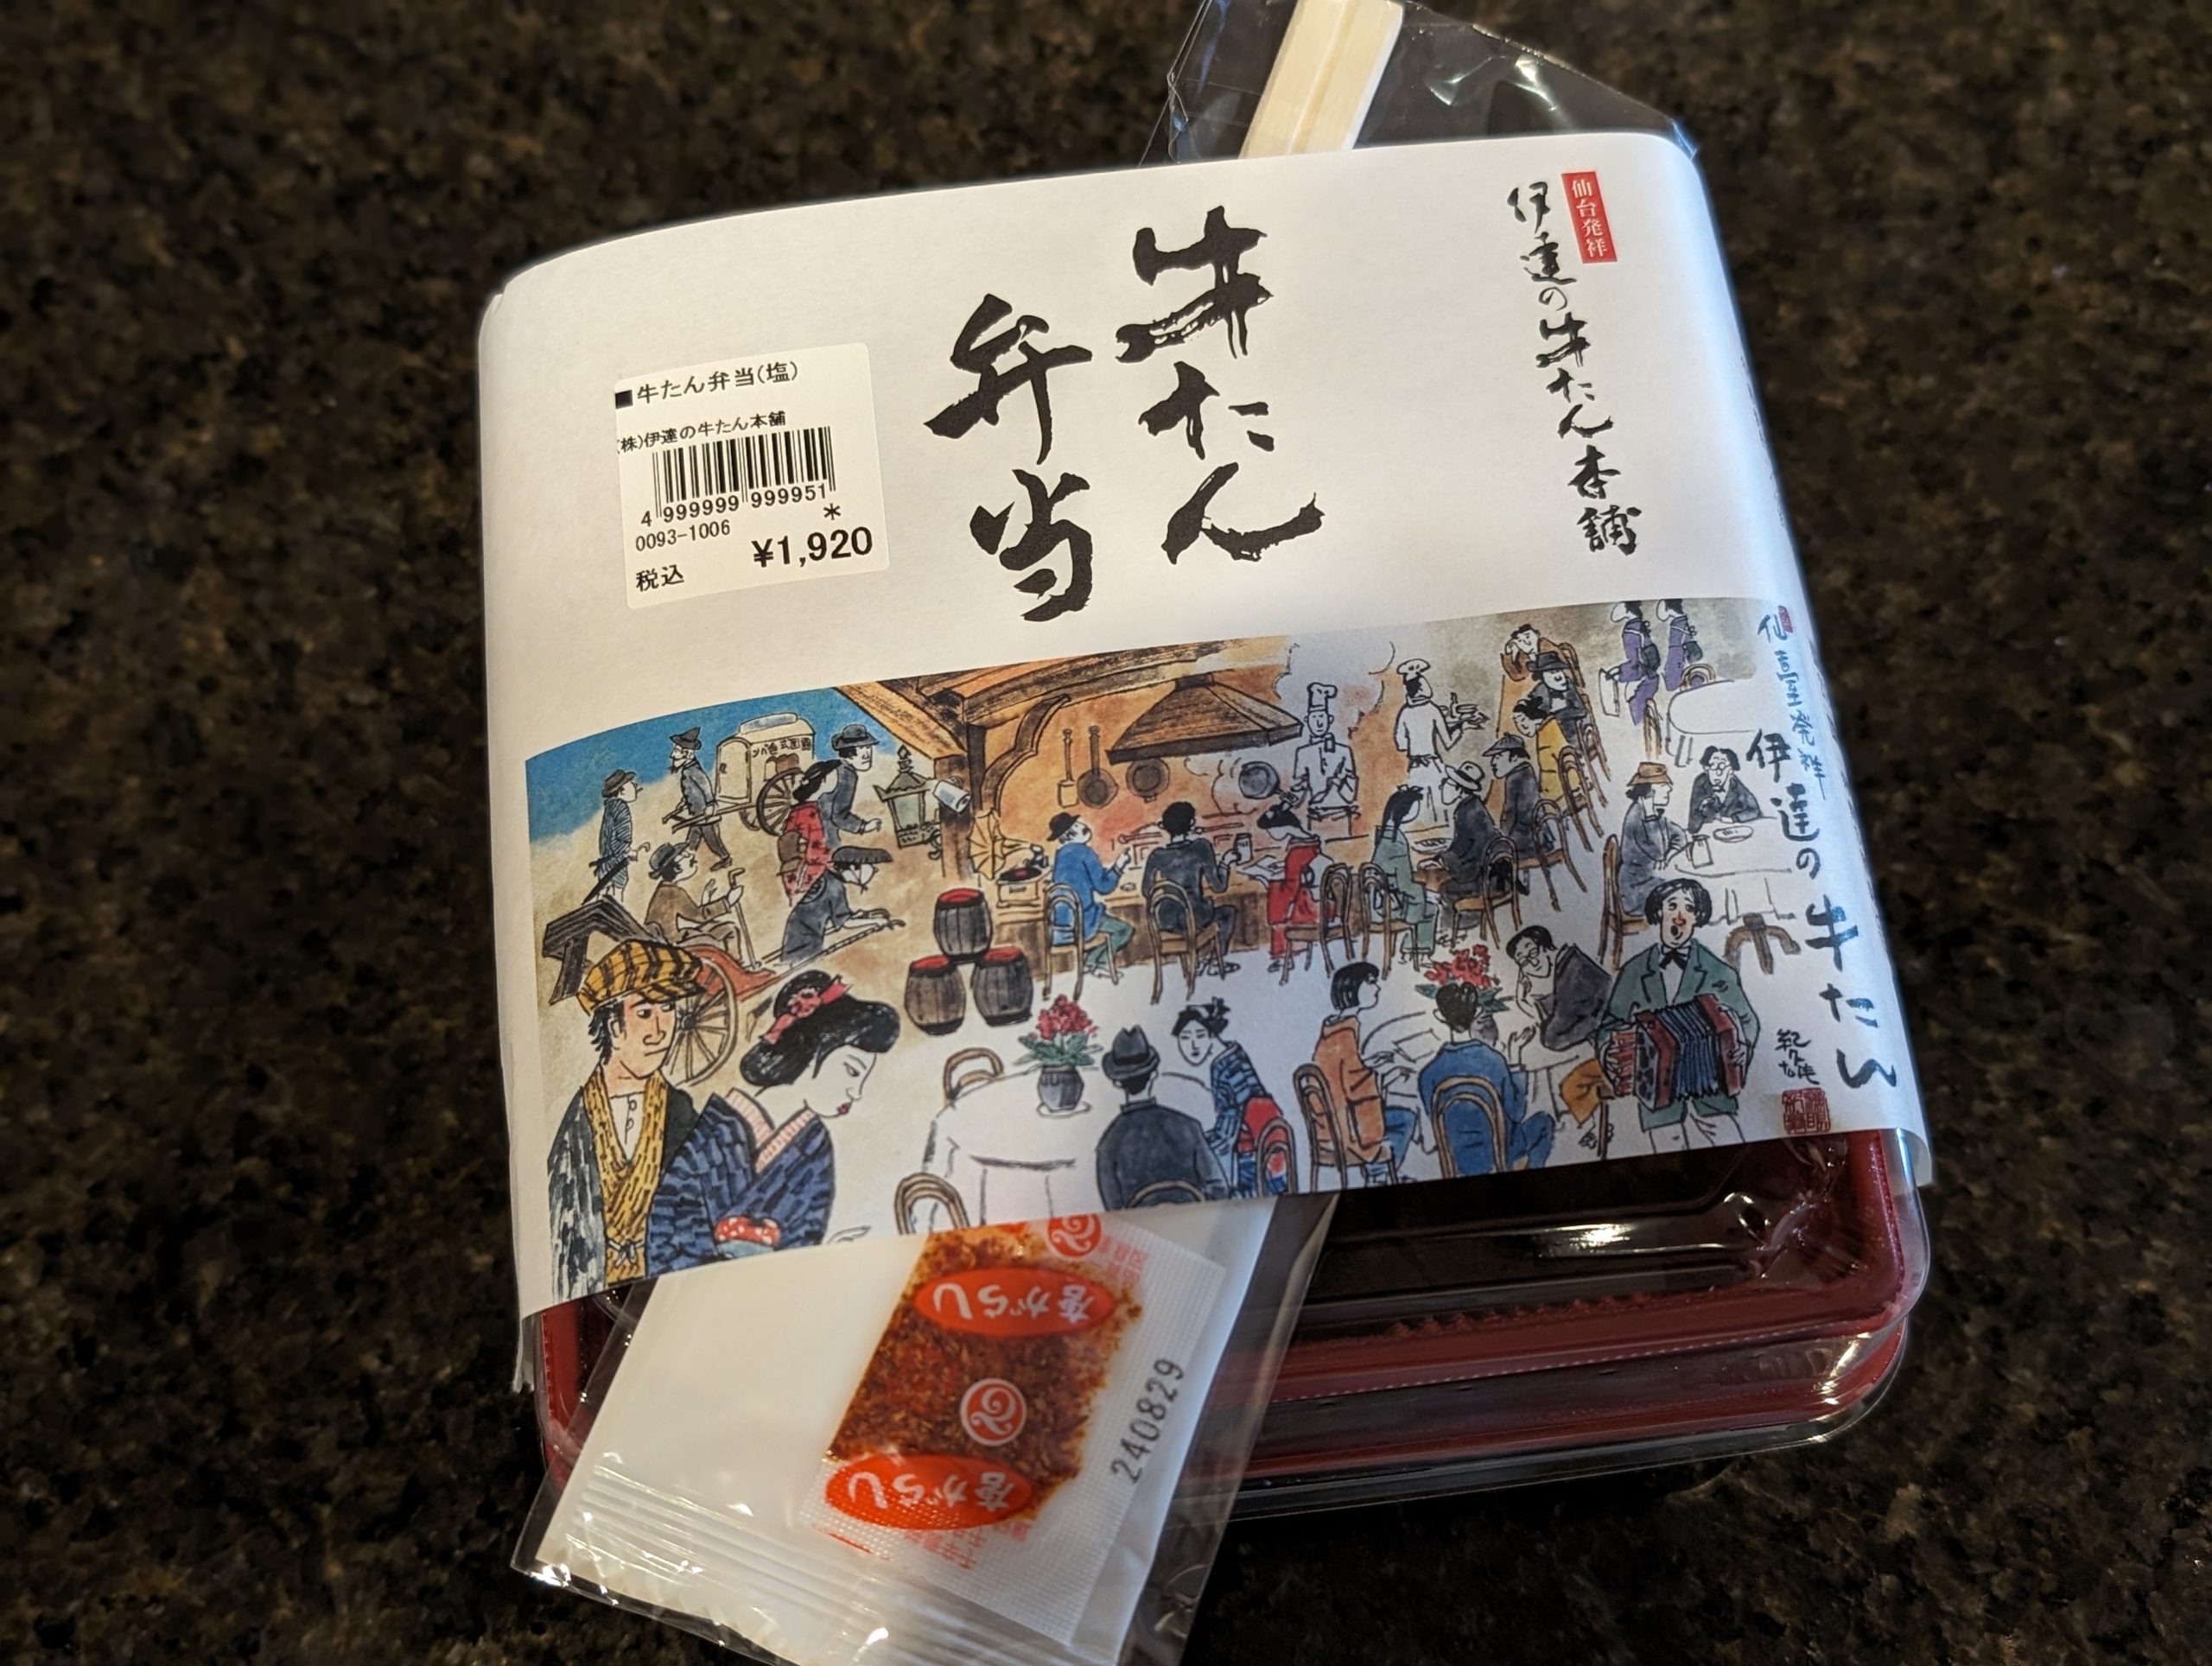 仙台発祥
伊達の牛たん本舗
牛たん
弁当
■牛たん弁当(塩)
(株)伊達の牛たん本舗
4 999999 999951
0093-1006
*
税込 ¥1,920
仙臺発祥
伊達の牛たん
唐がらし
唐がらし
240829